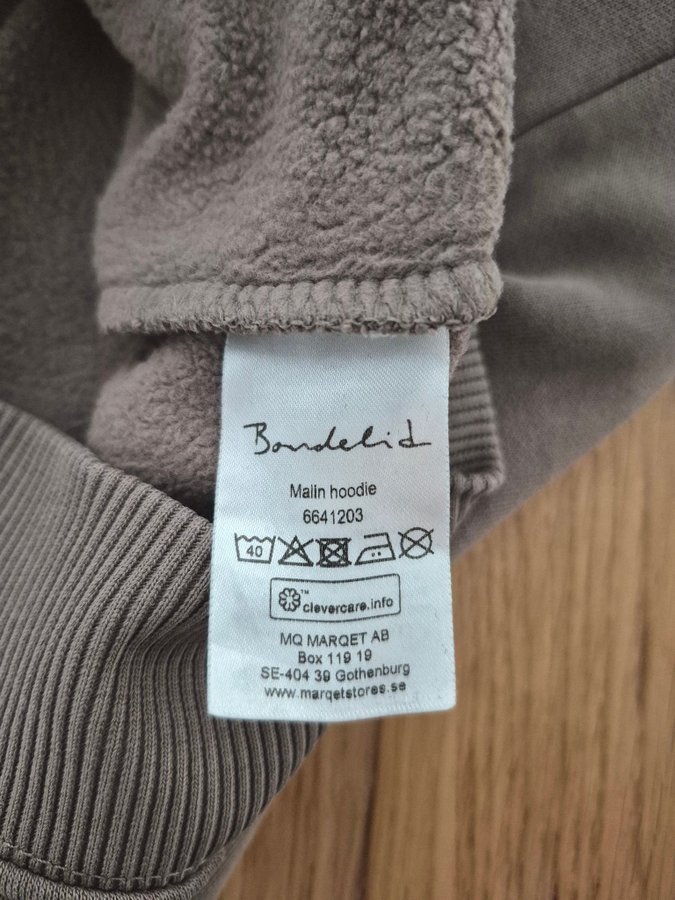 Bondelid
Malin hoodie
6641203
40
™
clevercare.info
MQ MARQET AB
Box 119 19
SE-404 39 Gothenburg
www.marqetstores.se